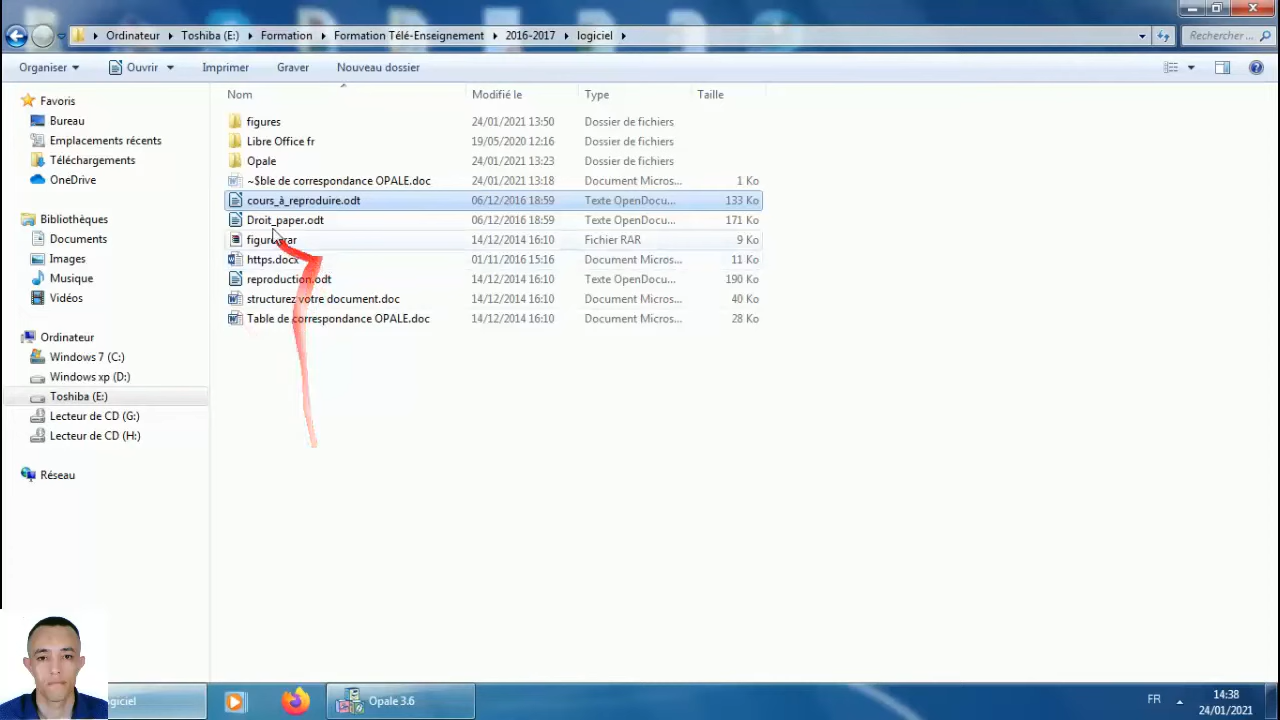 Ordinateur Toshiba (E:) Formation Formation Télé-Enseignement 2016-2017 logiciel Rechercher ...
Organiser Ouvrir Imprimer Graver Nouveau dossier
Nom Modifié le Type Taille
Favoris
Bureau
Emplacements récents
Téléchargements
OneDrive
Bibliothèques
Documents
Images
Musique
Vidéos
Ordinateur
Windows 7 (C:)
Windows xp (D:)
Toshiba (E:)
Lecteur de CD (G:)
Lecteur de CD (H:)
Réseau
figures 24/01/2021 13:50 Dossier de fichiers
Libre Office fr 19/05/2020 12:16 Dossier de fichiers
Opale 24/01/2021 13:23 Dossier de fichiers
~$ble de correspondance OPALE.doc 24/01/2021 13:18 Document Micros... 1 Ko
cours_à_reproduire.odt 06/12/2016 18:59 Texte OpenDocu... 133 Ko
Droit_paper.odt 06/12/2016 18:59 Texte OpenDocu... 171 Ko
14/12/2014 16:10 Fichier RAR 9 Ko
https.docx 01/11/2016 15:16 Document Micros... 11 Ko
reproduction.odt 14/12/2014 16:10 Texte OpenDocu... 190 Ko
structurez votre document.doc 14/12/2014 16:10 Document Micros... 40 Ko
Table de correspondance OPALE.doc 14/12/2014 16:10 Document Micros... 28 Ko
Opale 3.6 FR 14:38
24/01/2021